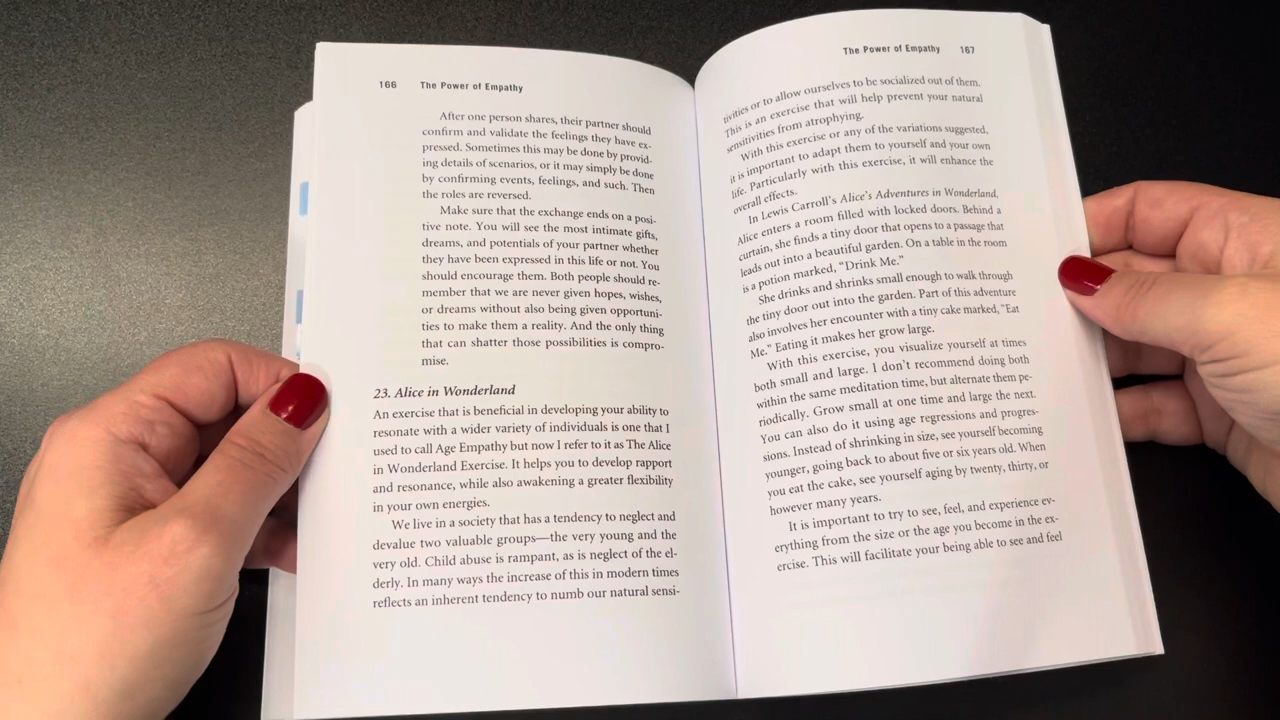 166 The Power of Empathy
After one person shares, their partner should
confirm and validate the feelings they have ex-
pressed. Sometimes this may be done by provid-
ing details of scenarios, or it may simply be done
by confirming events, feelings, and such. Then
the roles are reversed.
Make sure that the exchange ends on a posi-
tive note. You will see the most intimate gifts,
dreams, and potentials of your partner whether
they have been expressed in this life or not. You
should encourage them. Both people should re-
member that we are never given hopes, wishes,
or dreams without also being given opportuni-
ties to make them a reality. And the only thing
that can shatter those possibilities is compro-
mise.
23. Alice in Wonderland
An exercise that is beneficial in developing your ability to
resonate with a wider variety of individuals is one that I
used to call Age Empathy but now I refer to it as The Alice
in Wonderland Exercise. It helps you to develop rapport
and resonance, while also awakening a greater flexibility
in your own energies.
We live in a society that has a tendency to neglect and
devalue two valuable groups—the very young and the
very old. Child abuse is rampant, as is neglect of the el-
derly. In many ways the increase of this in modern times
reflects an inherent tendency to numb our natural sensi-
The Power of Empathy 167
tivities or to allow ourselves to be socialized out of them.
This is an exercise that will help prevent your natural
sensitivities from atrophying.
With this exercise or any of the variations suggested,
it is important to adapt them to yourself and your own
life. Particularly with this exercise, it will enhance the
overall effects.
In Lewis Carroll's Alice's Adventures in Wonderland,
Alice enters a room filled with locked doors. Behind a
curtain, she finds a tiny door that opens to a passage that
leads out into a beautiful garden. On a table in the room
is a potion marked, "Drink Me."
She drinks and shrinks small enough to walk through
the tiny door out into the garden. Part of this adventure
also involves her encounter with a tiny cake marked, "Eat
Me." Eating it makes her grow large.
With this exercise, you visualize yourself at times
both small and large. I don't recommend doing both
within the same meditation time, but alternate them pe-
riodically. Grow small at one time and large the next.
You can also do it using age regressions and progres-
sions. Instead of shrinking in size, see yourself becoming
younger, going back to about five or six years old. When
you eat the cake, see yourself aging by twenty, thirty, or
however many years.
It is important to try to see, feel, and experience ev-
erything from the size or the age you become in the ex-
ercise. This will facilitate your being able to see and feel